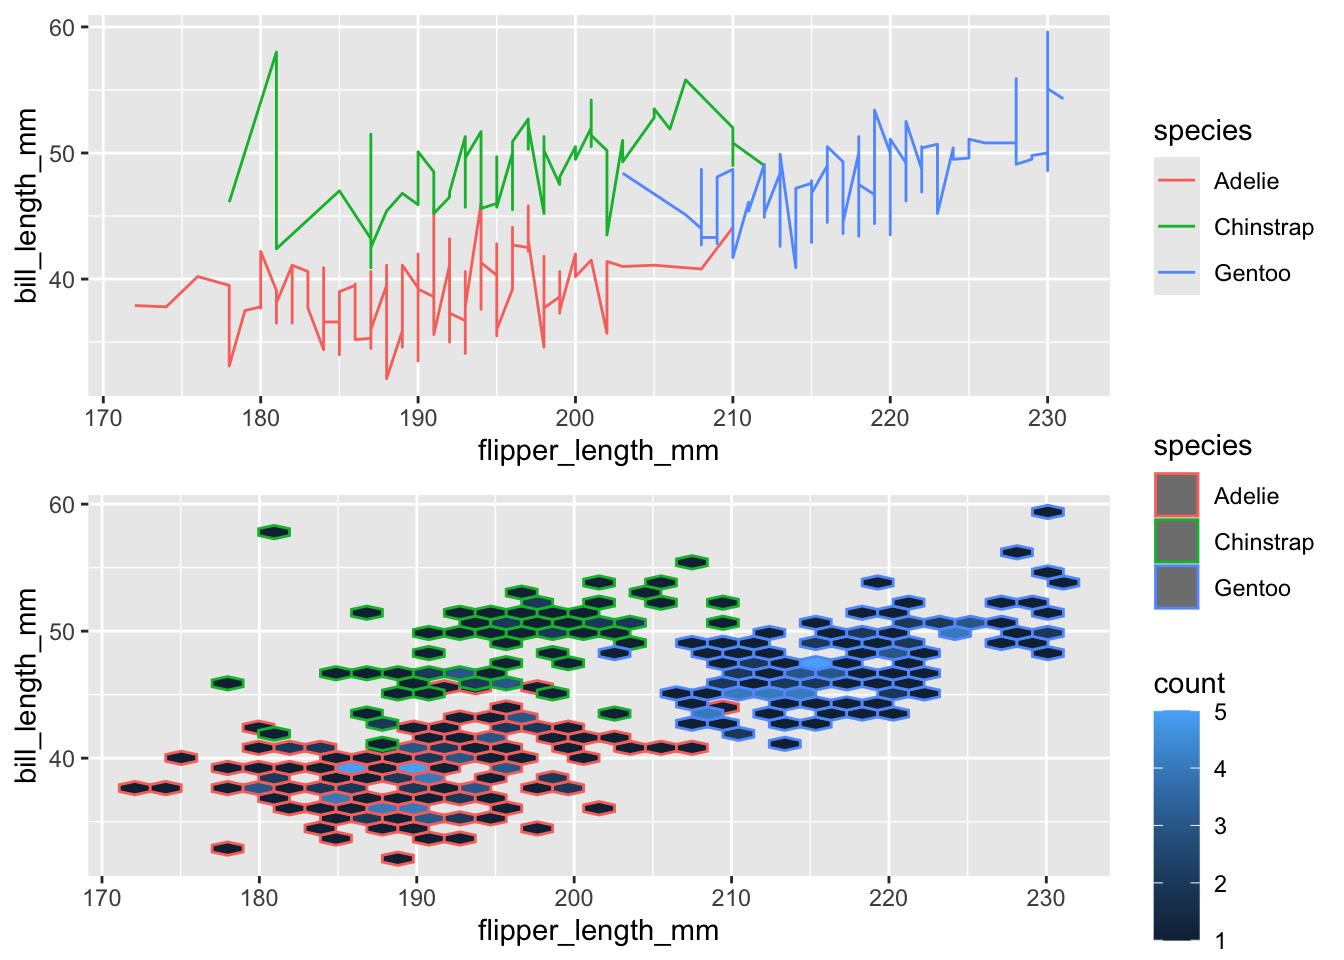 60
50
40
bill_length_mm
170 180 190 200 210 220 230
flipper_length_mm
species
Adelie
Chinstrap
Gentoo
60
50
40
bill_length_mm
170 180 190 200 210 220 230
flipper_length_mm
species
Adelie
Chinstrap
Gentoo
count
5
4
3
2
1